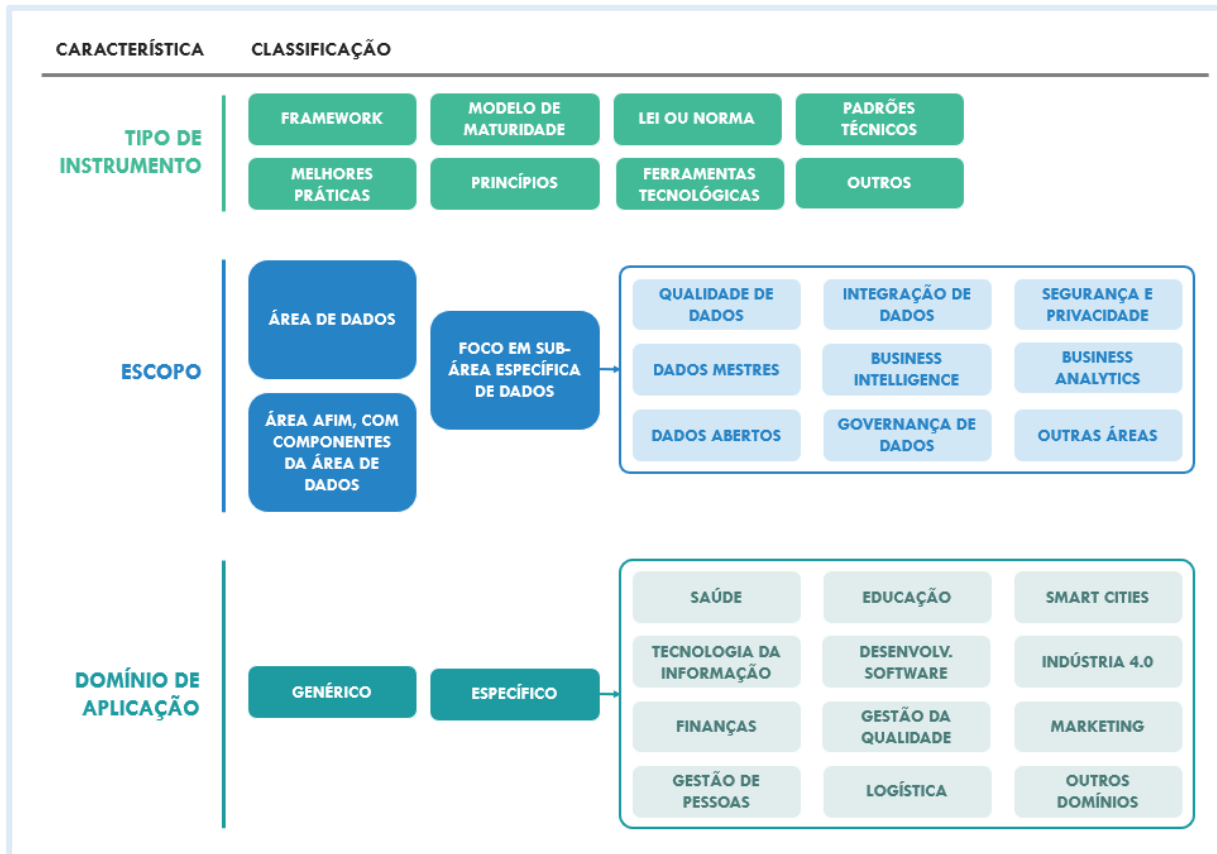 CARACTERÍSTICA CLASSIFICAÇÃO
TIPO DE
INSTRUMENTO
FRAMEWORK
MODELO DE
MATURIDADE
LEI OU NORMA
PADRÕES
TÉCNICOS
MELHORES
PRÁTICAS
PRINCÍPIOS
FERRAMENTAS
TECNOLÓGICAS
OUTROS
ESCOPO
ÁREA DE DADOS
ÁREA AFIM, COM
COMPONENTES
DA ÁREA DE
DADOS
FOCO EM SUB-
ÁREA ESPECÍFICA
DE DADOS
QUALIDADE DE
DADOS
INTEGRAÇÃO DE
DADOS
SEGURANÇA E
PRIVACIDADE
DADOS MESTRES
BUSINESS
INTELLIGENCE
BUSINESS
ANALYTICS
DADOS ABERTOS
GOVERNANÇA DE
DADOS
OUTRAS ÁREAS
DOMÍNIO DE
APLICAÇÃO
GENÉRICO
ESPECÍFICO
SAÚDE
EDUCAÇÃO
SMART CITIES
TECNOLOGIA DA
INFORMAÇÃO
DESENVOLV.
SOFTWARE
INDÚSTRIA 4.0
FINANÇAS
GESTÃO DA
QUALIDADE
MARKETING
GESTÃO DE
PESSOAS
LOGÍSTICA
OUTROS
DOMÍNIOS